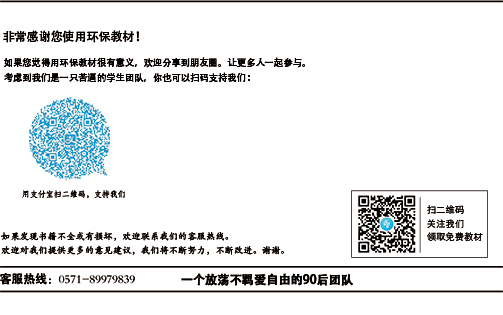 非常感谢您使用环保教材！
如果您觉得用环保教材很有意义，欢迎分享到朋友圈。让更多人一起参与。
考虑到我们是一只苦逼的学生团队，你也可以扫码支持我们：
用支付宝扫二维码，支持我们
扫二维码
关注我们
领取免费教材
如果发现书籍不全或有损坏，欢迎联系我们的客服热线。
欢迎对我们提供更多的意见建议，我们将不断努力，不断改进。谢谢。
客服热线：0571-89979839
一个放荡不羁爱自由的90后团队